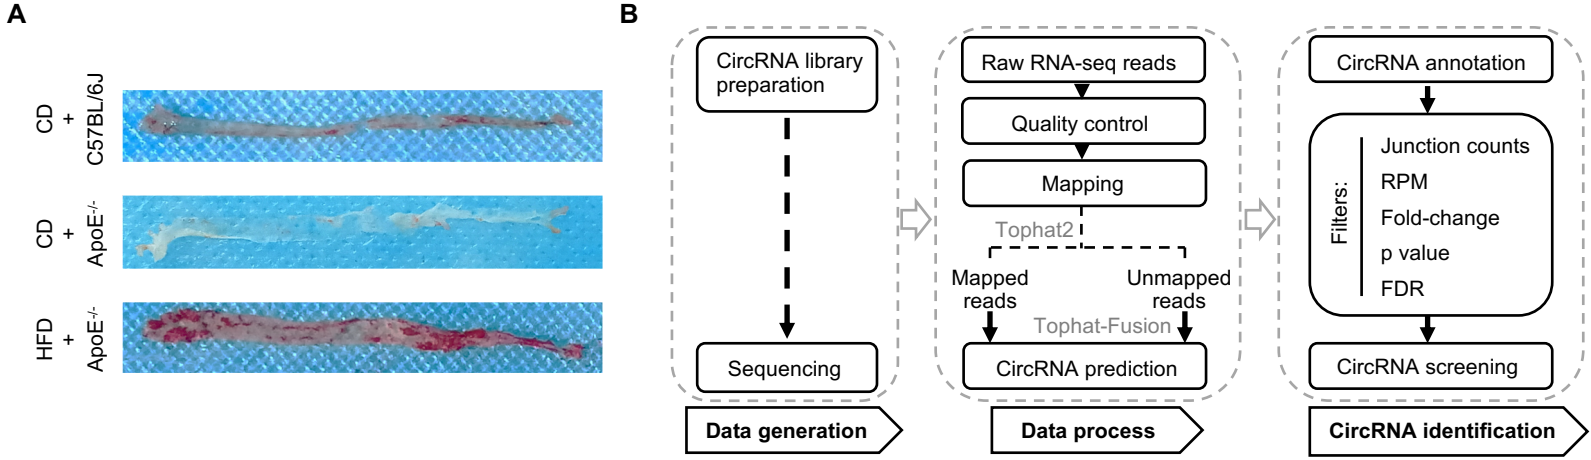 A
CD
+
C57BL/6J
CD
+
ApoE-/-
HFD
+
ApoE-/-
B
CircRNA library
preparation
Sequencing
Data generation
Raw RNA-seq reads
Quality control
Mapping
Tophat2
Mapped
reads
Unmapped
reads
Tophat-Fusion
CircRNA prediction
Data process
CircRNA annotation
Filters:
Junction counts
RPM
Fold-change
p value
FDR
CircRNA screening
CircRNA identification